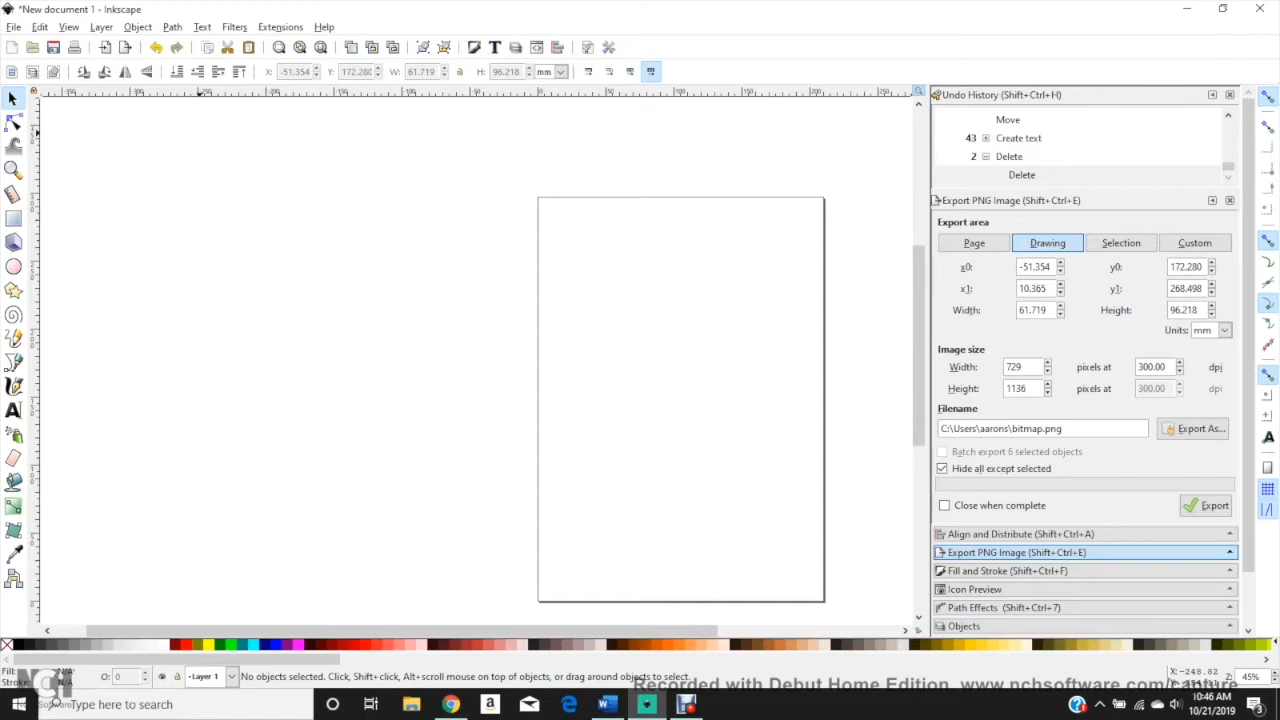 *New document 1 - Inkscape
File Edit View Layer Object Path Text Filters Extensions Help
X: -51.354 Y: 172.280 W: 61.719 H: 96.218 mm
Undo History (Shift+Ctrl+H)
Move
43 Create text
2 Delete
Delete
Export PNG Image (Shift+Ctrl+E)
Export area
Page Drawing Selection Custom
x0: -51.354 y0: 172.280
x1: 10.365 y1: 268.498
Width: 61.719 Height: 96.218
Units: mm
Image size
Width: 729 pixels at 300.00 dpi
Height: 1136 pixels at 300.00 dpi
Filename
C:\Users\aarons\bitmap.png Export As...
Batch export 6 selected objects
Hide all except selected
Close when complete Export
Align and Distribute (Shift+Ctrl+A)
Export PNG Image (Shift+Ctrl+E)
Fill and Stroke (Shift+Ctrl+F)
Icon Preview
Path Effects (Shift+Ctrl+7)
Objects
Fill: N/A
Stroke: N/A
O: 0 -Layer 1 No objects selected. Click, Shift+click, Alt+scroll mouse on top of objects, or drag around objects to select.
X:-248.82
45%
Recorded with Debut Home Edition. www.nchsoftware.com/capture
NCH Software
Type here to search
10:46 AM
10/21/2019